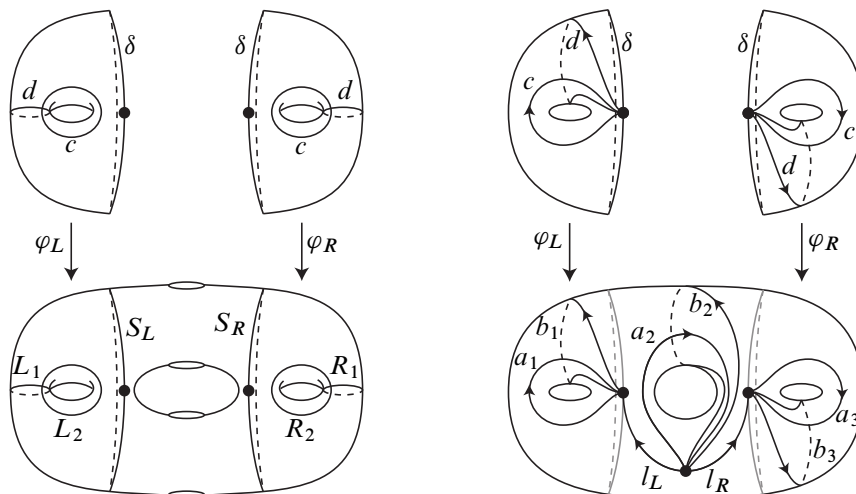 δ δ d δ δ
d d c
c c c
d
φ_L φ_R φ_L φ_R
S_L S_R b_1 a_2 b_2
L_1 R_1 a_1
L_2 R_2 a_3
b_3
l_L l_R